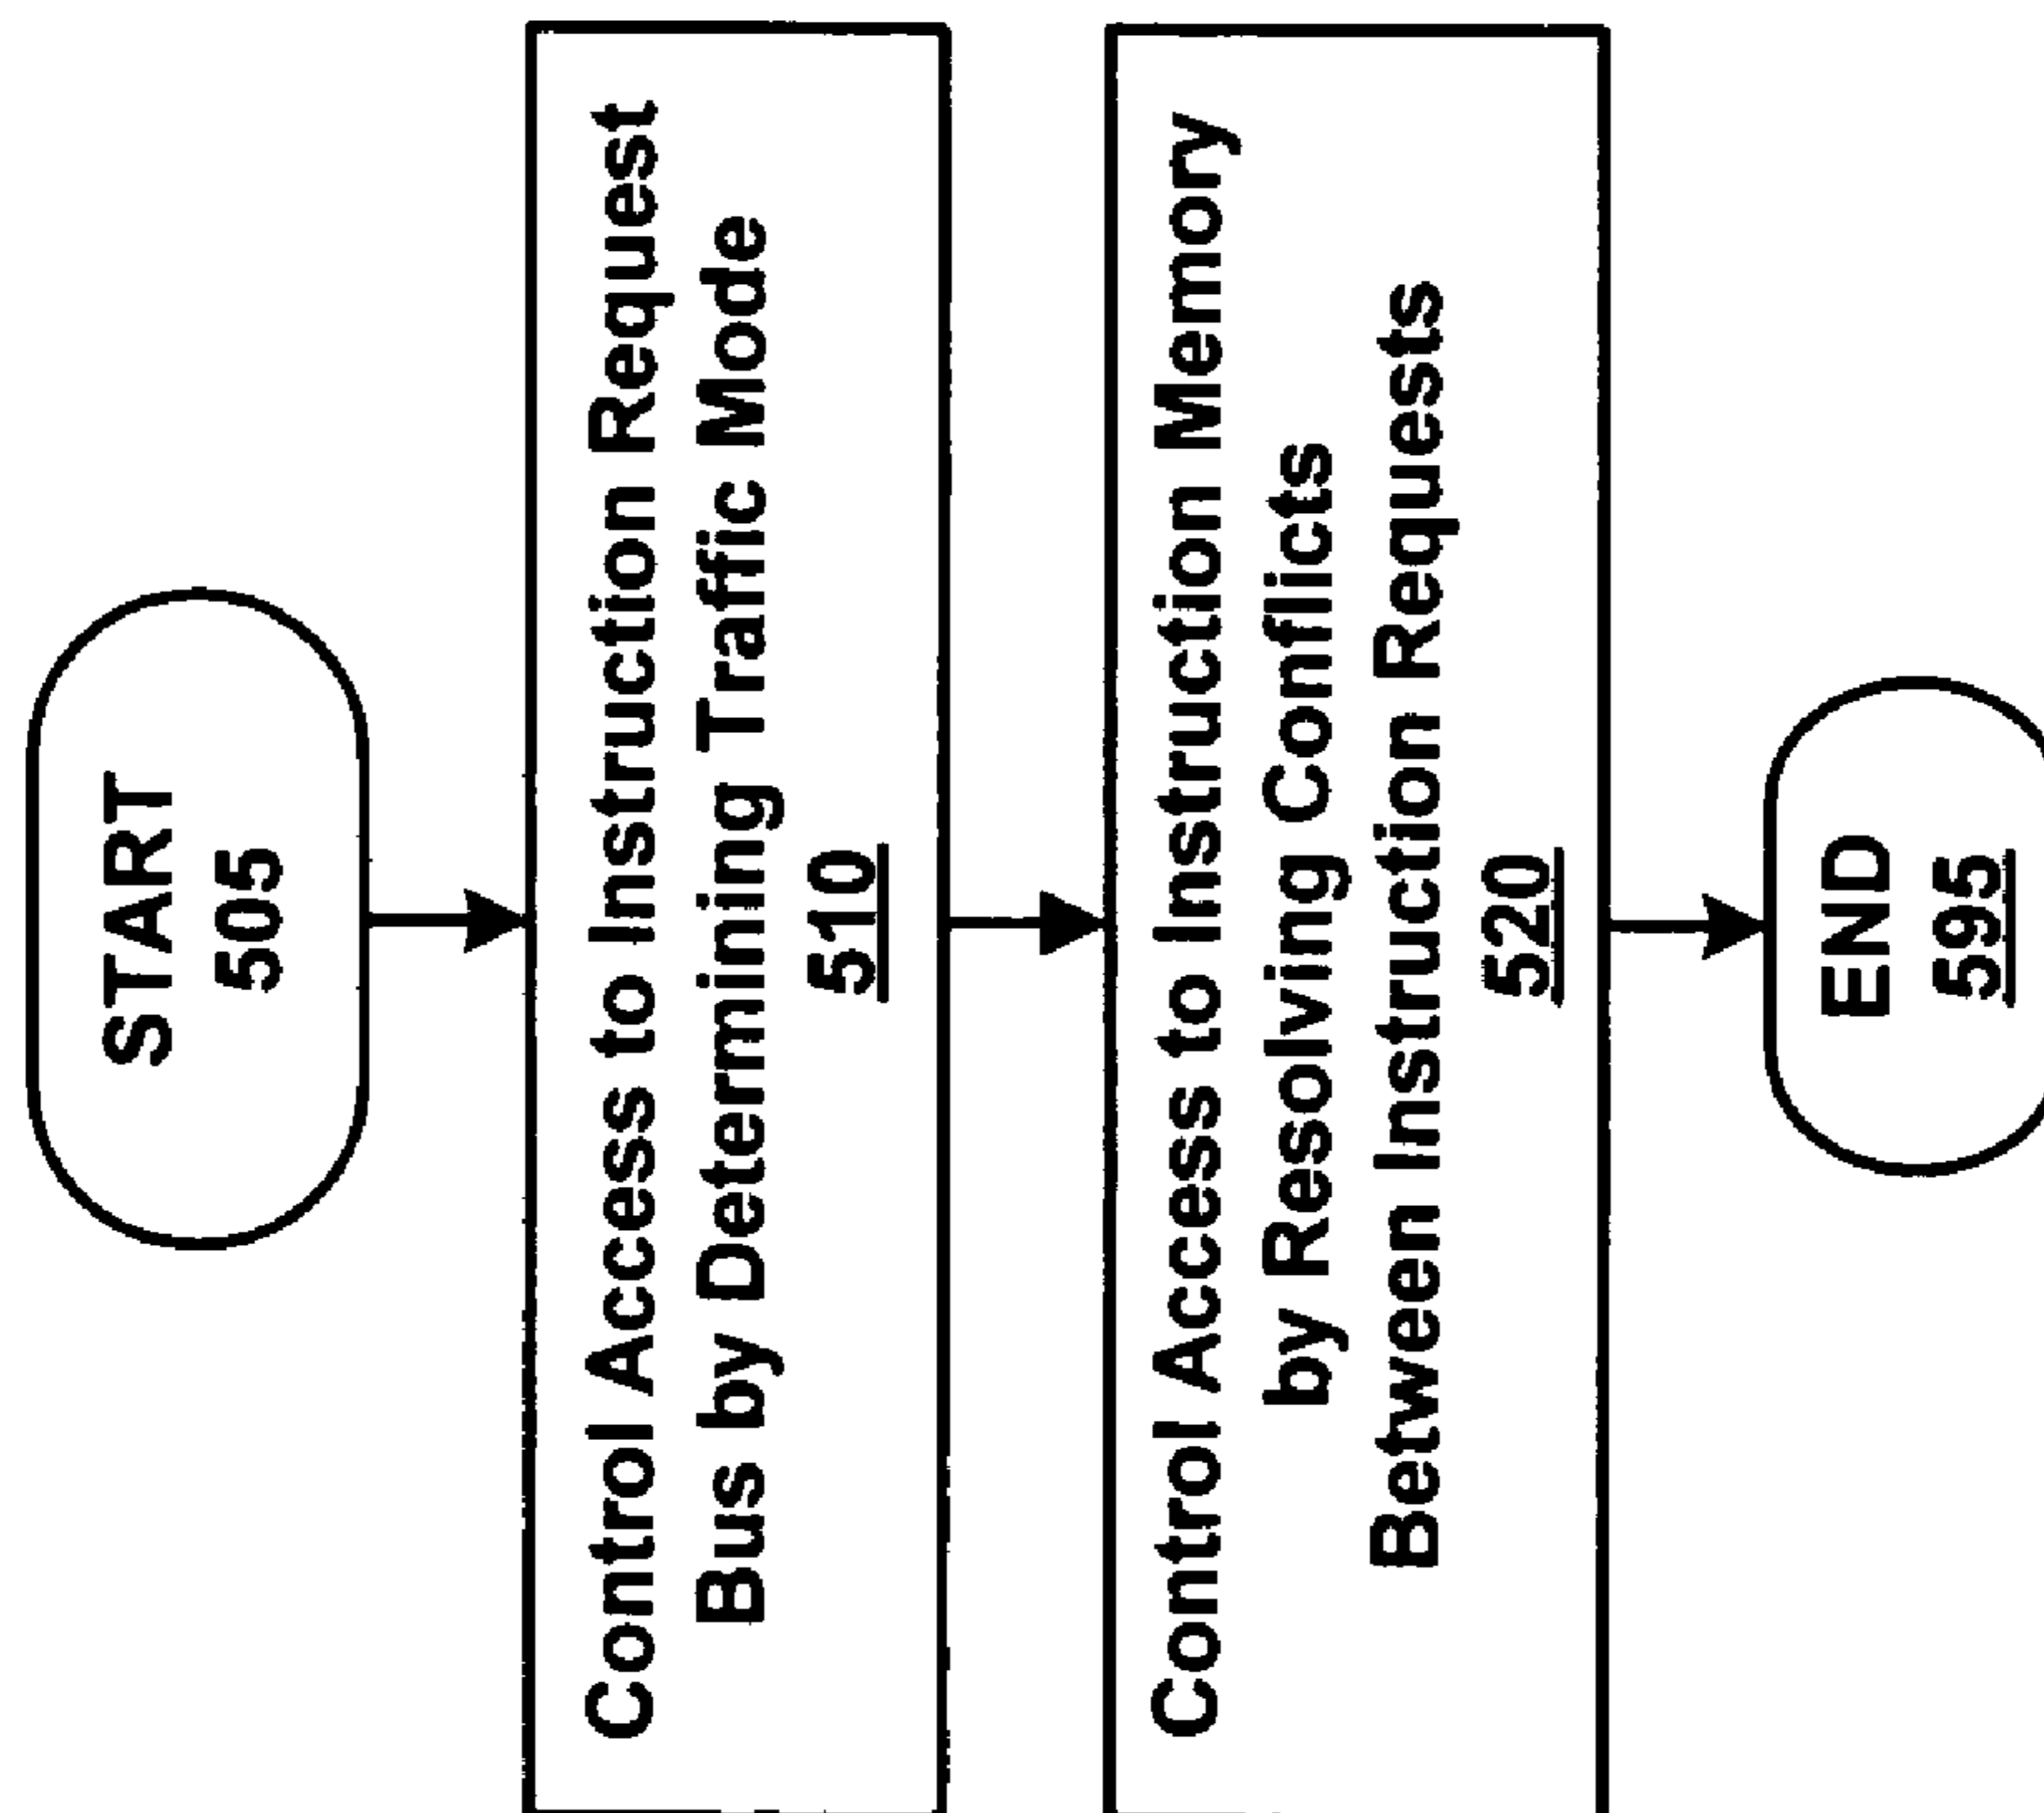 START
505
Control Access to Instruction Request
Bus by Determining Traffic Mode
510
Control Access to Instruction Memory
by Resolving Conflicts
Between Instruction Requests
520
END
595